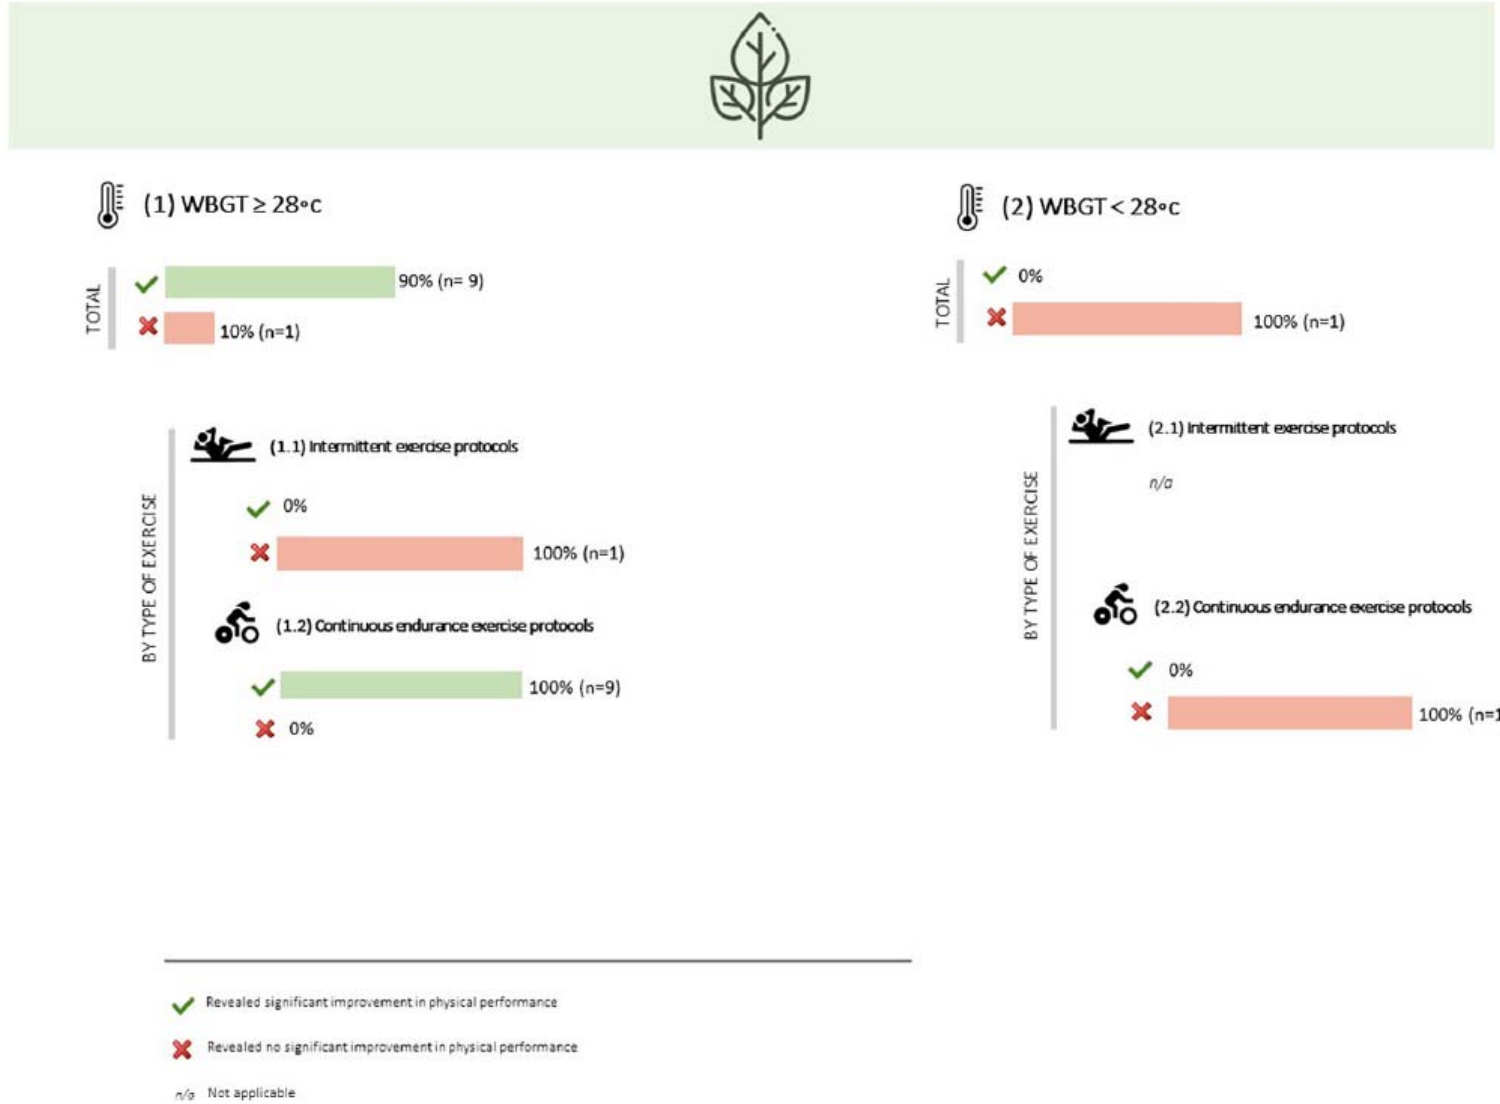 (1) WBGT ≥ 28∘c
TOTAL
90% (n= 9)
10% (n=1)
BY TYPE OF EXERCISE
(1.1) Intermittent exercise protocols
0%
100% (n=1)
(1.2) Continuous endurance exercise protocols
100% (n=9)
0%
(2) WBGT < 28∘c
TOTAL
0%
100% (n=1)
BY TYPE OF EXERCISE
(2.1) Intermittent exercise protocols
n/a
(2.2) Continuous endurance exercise protocols
0%
100% (n=1
Revealed significant improvement in physical performance
Revealed no significant improvement in physical performance
n/a Not applicable